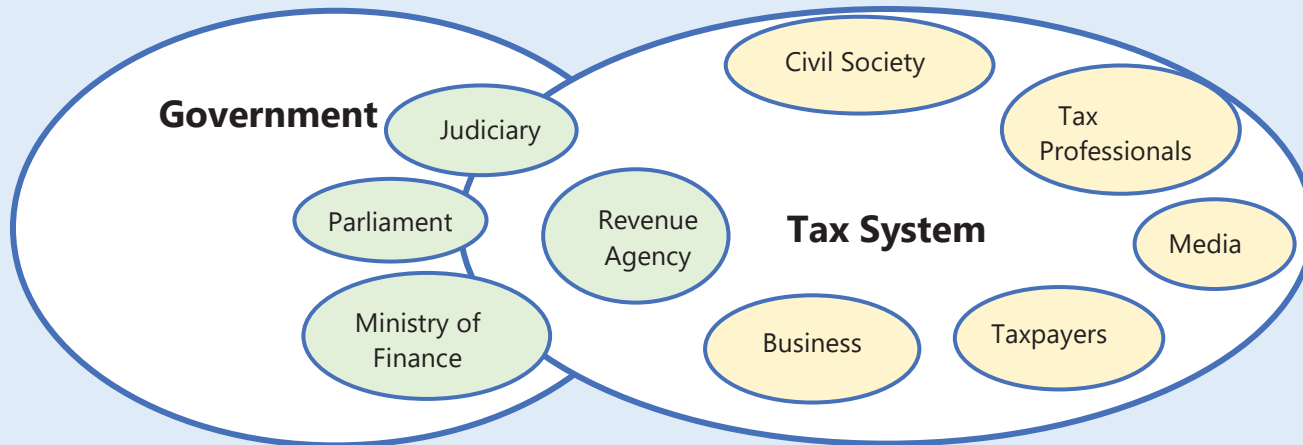 Government
Judiciary
Parliament
Ministry of
Finance
Revenue
Agency
Tax System
Civil Society
Tax
Professionals
Media
Taxpayers
Business